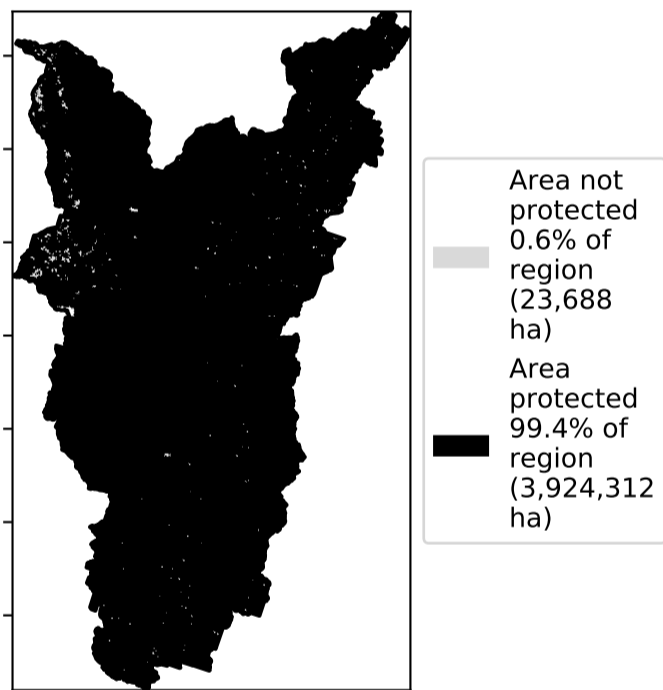 Area not
protected
0.6% of
region
(23,688
ha)
Area
protected
99.4% of
region
(3,924,312
ha)